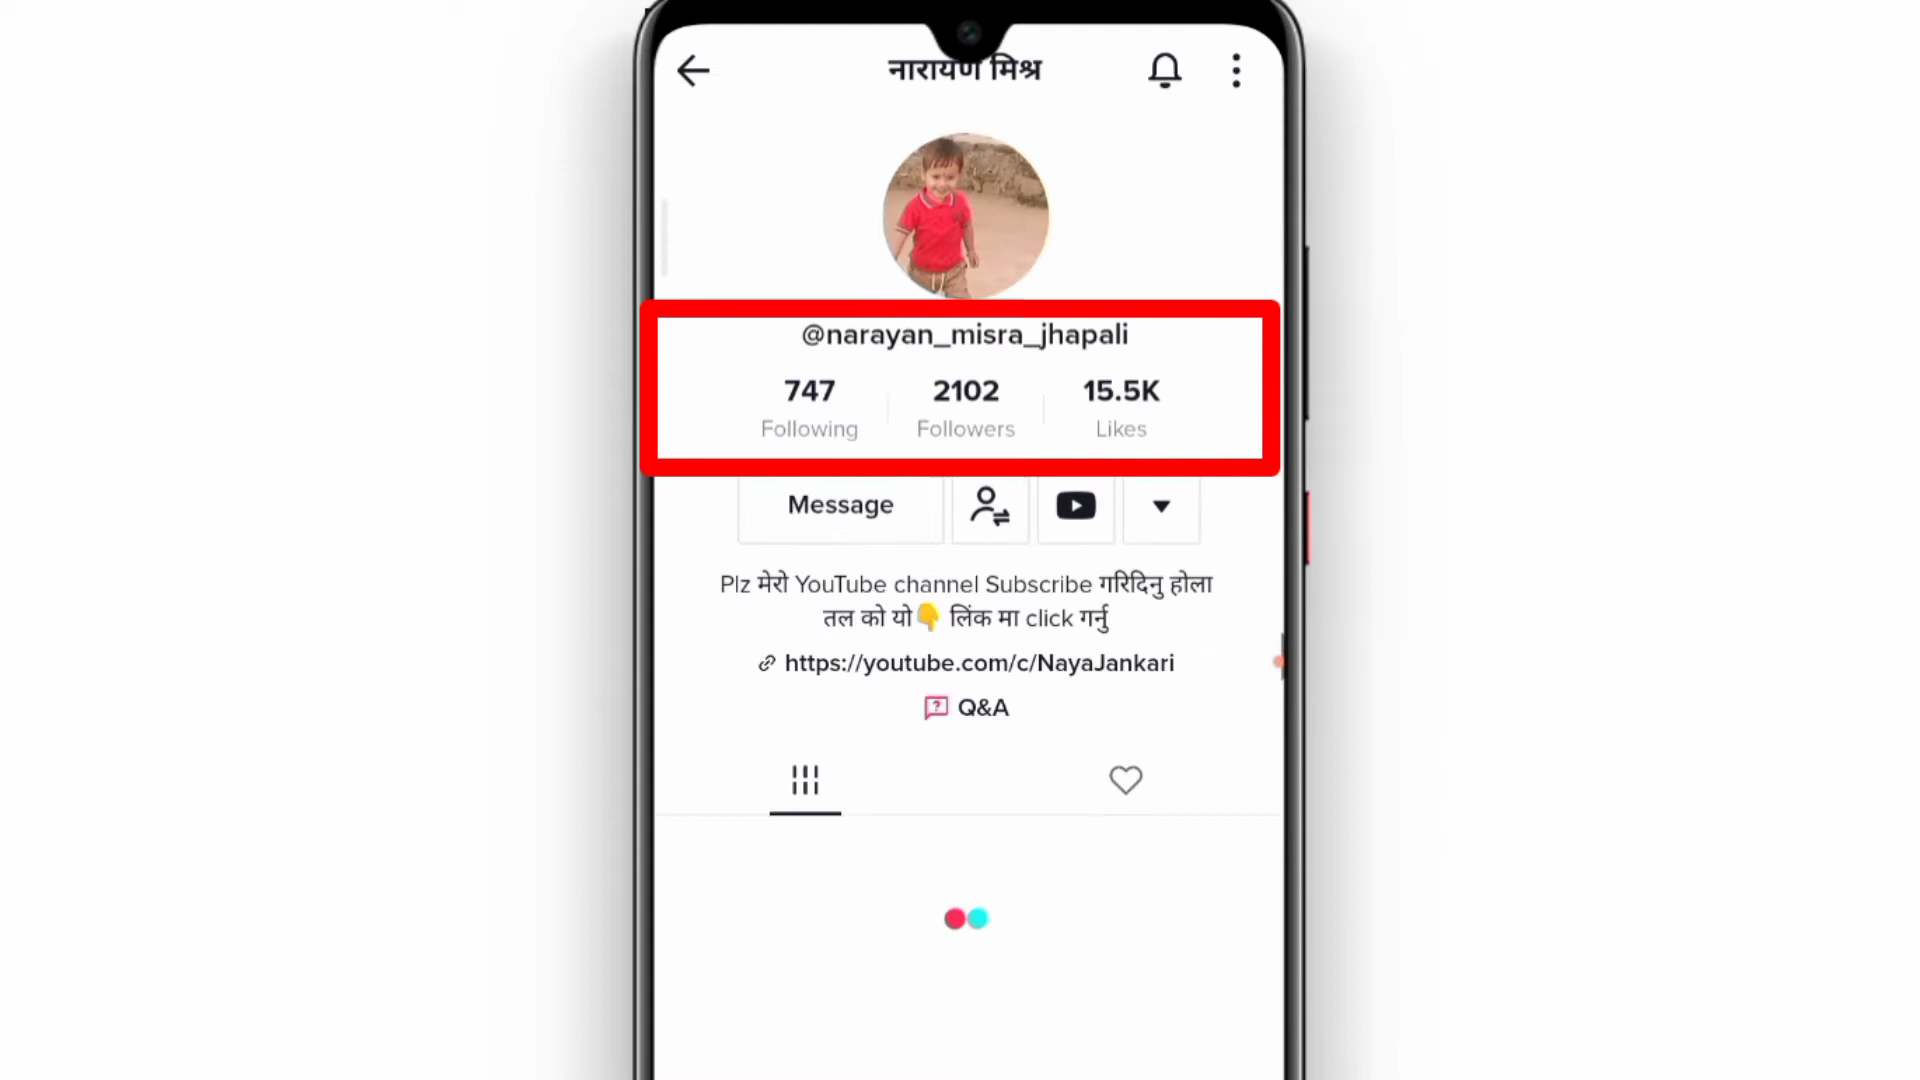 नारायण मिश्र
@narayan_misra_jhapali
747 2102 15.5K
Following Followers Likes
Message
Plz मेरो YouTube channel Subscribe गरिदिनु होला
तल को यो👇 लिंक मा click गर्नु
https://youtube.com/c/NayaJankari
Q&A